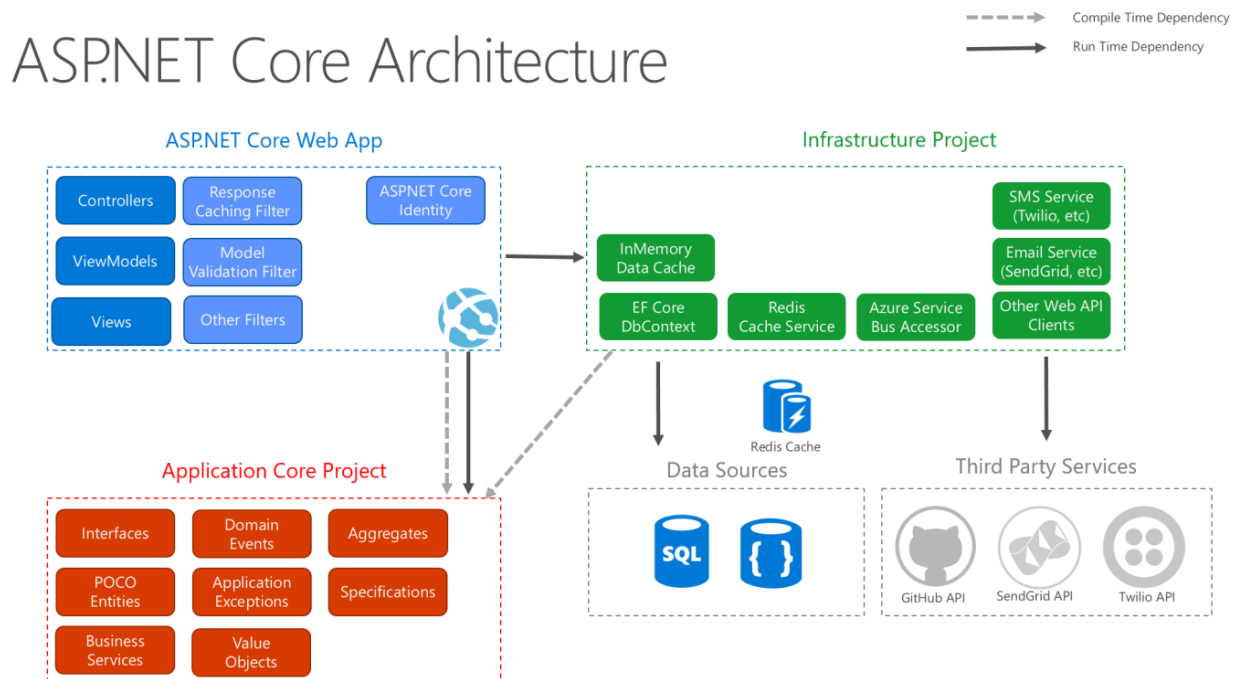 Compile Time Dependency
Run Time Dependency
ASP.NET Core Architecture
ASP.NET Core Web App
Controllers
Response
Caching Filter
ASPNET Core
Identity
ViewModels
Model
Validation Filter
Views
Other Filters
Infrastructure Project
SMS Service
(Twilio, etc)
InMemory
Data Cache
Email Service
(SendGrid, etc)
EF Core
DbContext
Redis
Cache Service
Azure Service
Bus Accessor
Other Web API
Clients
Redis Cache
Application Core Project
Interfaces
Domain
Events
Aggregates
POCO
Entities
Application
Exceptions
Specifications
Business
Services
Value
Objects
Data Sources
SQL
{ }
Third Party Services
GitHub API
SendGrid API
Twilio API